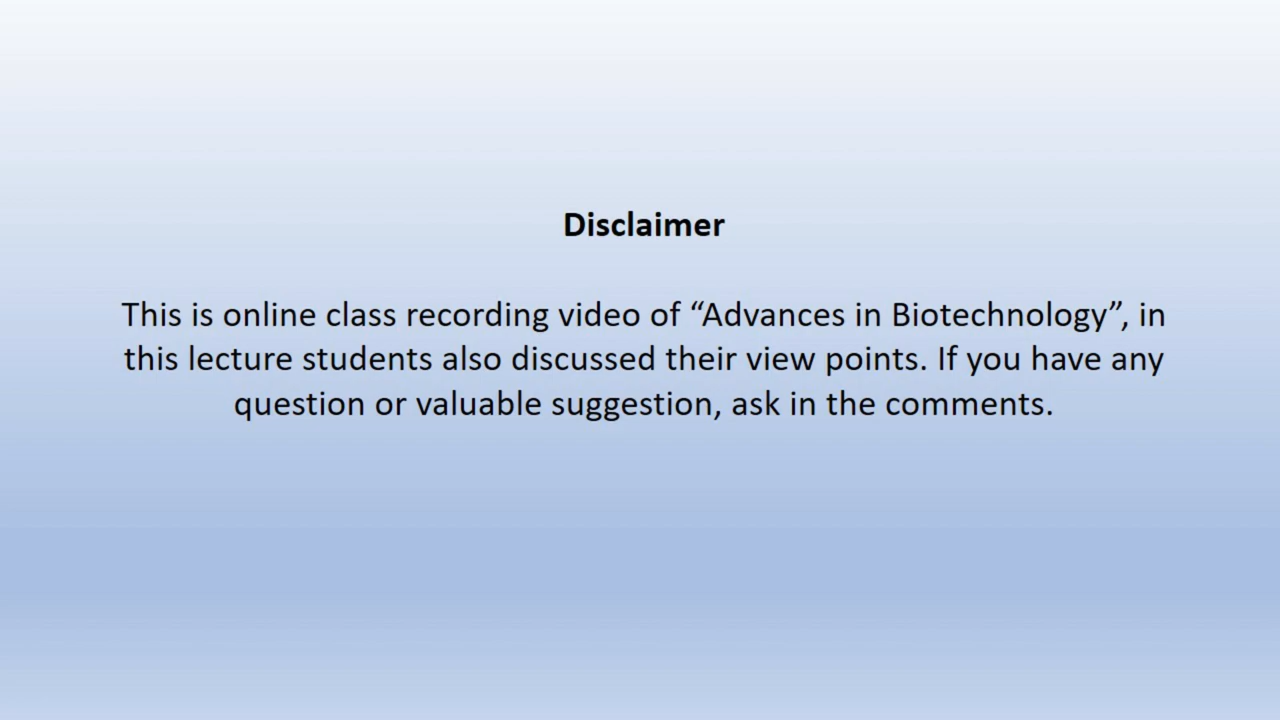 Disclaimer
This is online class recording video of “Advances in Biotechnology”, in
this lecture students also discussed their view points. If you have any
question or valuable suggestion, ask in the comments.